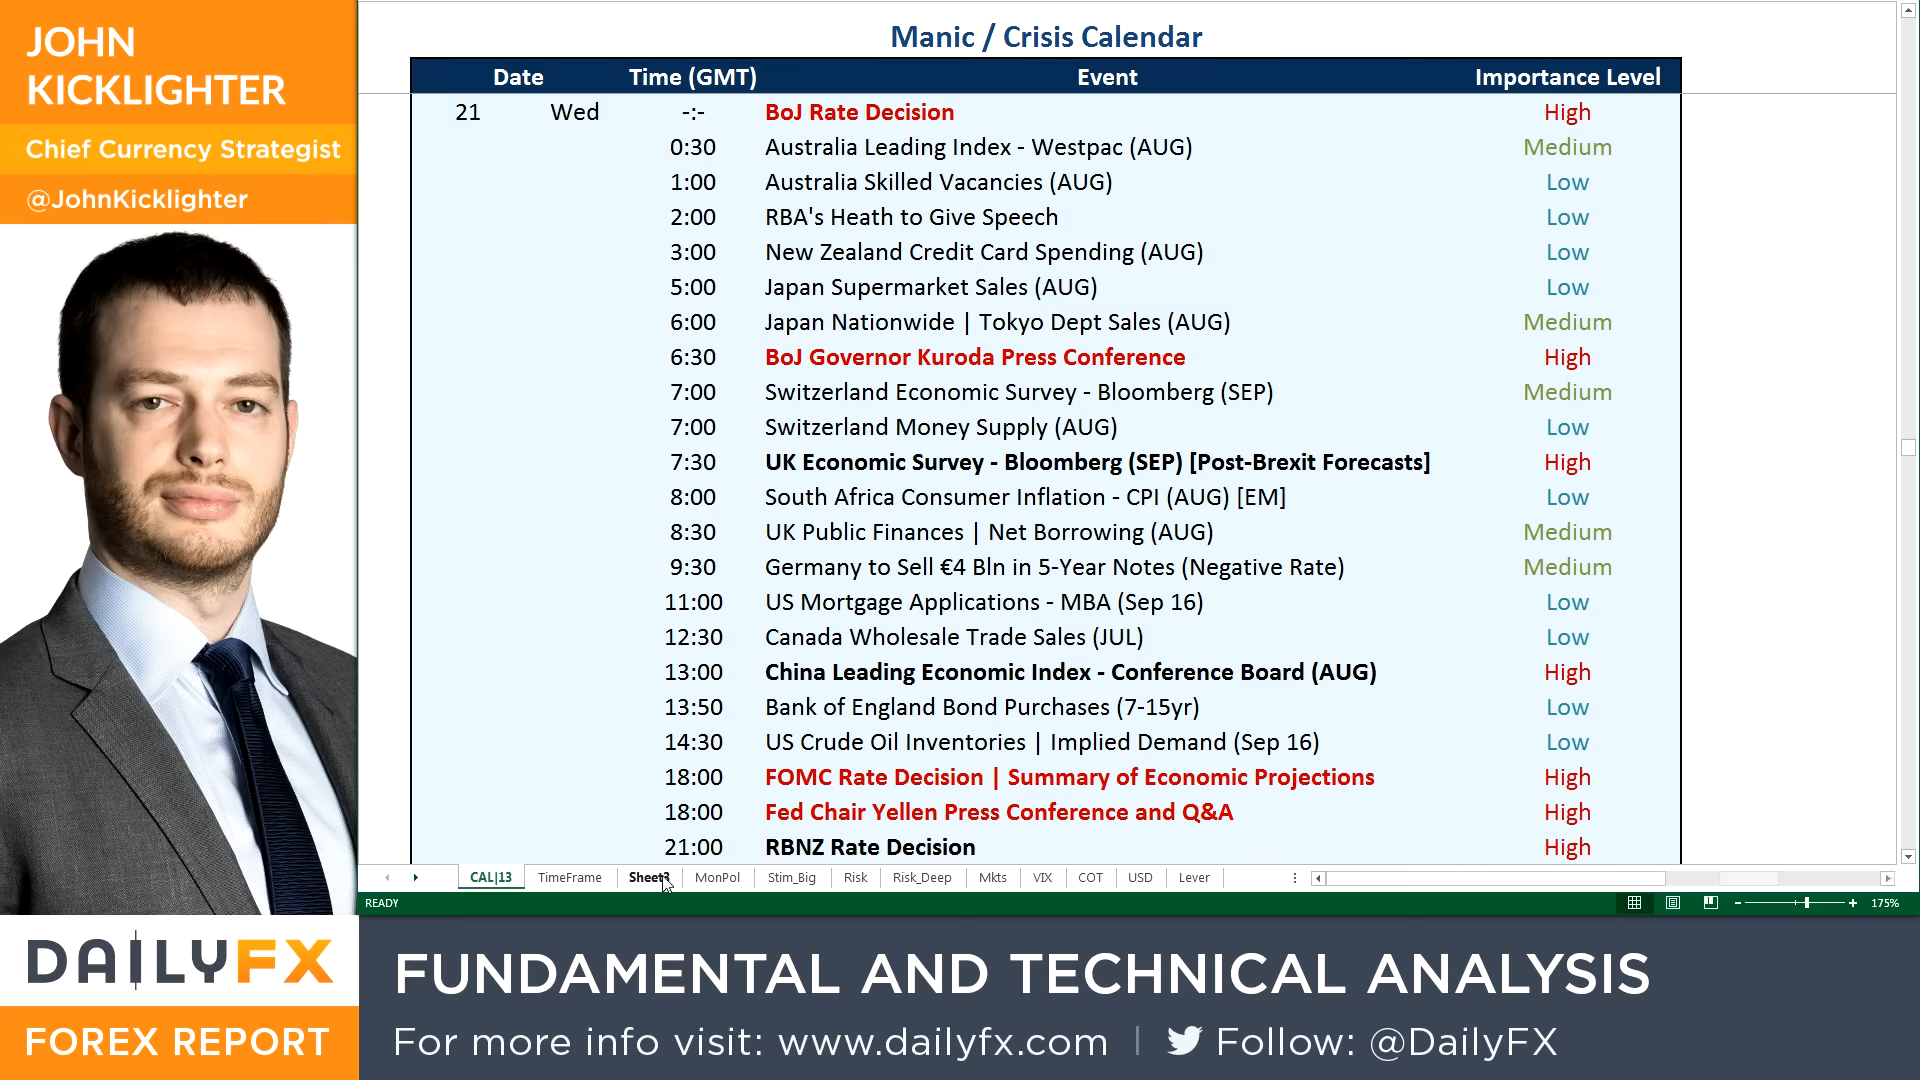 JOHN
KICKLIGHTER
Chief Currency Strategist
@JohnKicklighter
Manic / Crisis Calendar
Date Time (GMT) Event Importance Level
21 Wed -:- BoJ Rate Decision High
0:30 Australia Leading Index - Westpac (AUG) Medium
1:00 Australia Skilled Vacancies (AUG) Low
2:00 RBA's Heath to Give Speech Low
3:00 New Zealand Credit Card Spending (AUG) Low
5:00 Japan Supermarket Sales (AUG) Low
6:00 Japan Nationwide | Tokyo Dept Sales (AUG) Medium
6:30 BoJ Governor Kuroda Press Conference High
7:00 Switzerland Economic Survey - Bloomberg (SEP) Medium
7:00 Switzerland Money Supply (AUG) Low
7:30 UK Economic Survey - Bloomberg (SEP) [Post-Brexit Forecasts] High
8:00 South Africa Consumer Inflation - CPI (AUG) [EM] Low
8:30 UK Public Finances | Net Borrowing (AUG) Medium
9:30 Germany to Sell €4 Bln in 5-Year Notes (Negative Rate) Medium
11:00 US Mortgage Applications - MBA (Sep 16) Low
12:30 Canada Wholesale Trade Sales (JUL) Low
13:00 China Leading Economic Index - Conference Board (AUG) High
13:50 Bank of England Bond Purchases (7-15yr) Low
14:30 US Crude Oil Inventories | Implied Demand (Sep 16) Low
18:00 FOMC Rate Decision | Summary of Economic Projections High
18:00 Fed Chair Yellen Press Conference and Q&A High
21:00 RBNZ Rate Decision High
CAL|13 TimeFrame Sheet3 MonPol Stim_Big Risk Risk_Deep Mkts VIX COT USD Lever
READY 175%
DAILYFX
FOREX REPORT
FUNDAMENTAL AND TECHNICAL ANALYSIS
For more info visit: www.dailyfx.com | Follow: @DailyFX